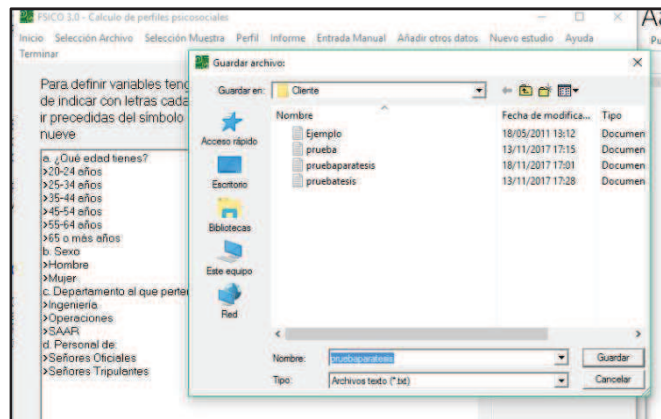 FSICO 3.0 - Calculo de perfiles psicosociales
Inicio Selección Archivo Selección Muestra Perfil Informe Entrada Manual Añadir otros datos Nuevo estudio Ayuda
Terminar
Para definir variables teng
de indicar con letras cada
ir precedidas del símbolo
nueve
a. ¿Qué edad tienes?
>20-24 años
>25-34 años
>35-44 años
>45-54 años
>55-64 años
>65 o más años
b. Sexo
>Hombre
>Mujer
c. Departamento al que perte
>Ingeniería
>Operaciones
>SAAR
d. Personal de:
>Señores Oficiales
>Señores Tripulantes
Guardar archivo:
Guardar en: Cliente
Acceso rápido
Escritorio
Bibliotecas
Este equipo
Red
Nombre Fecha de modifica... Tipo
Ejemplo 18/05/2011 13:12 Documen
prueba 13/11/2017 17:15 Documen
pruebaparatesis 18/11/2017 17:01 Documen
pruebatesis 13/11/2017 17:28 Documen
Nombre: pruebaparatesis Guardar
Tipo: Archivos texto (*.txt) Cancelar